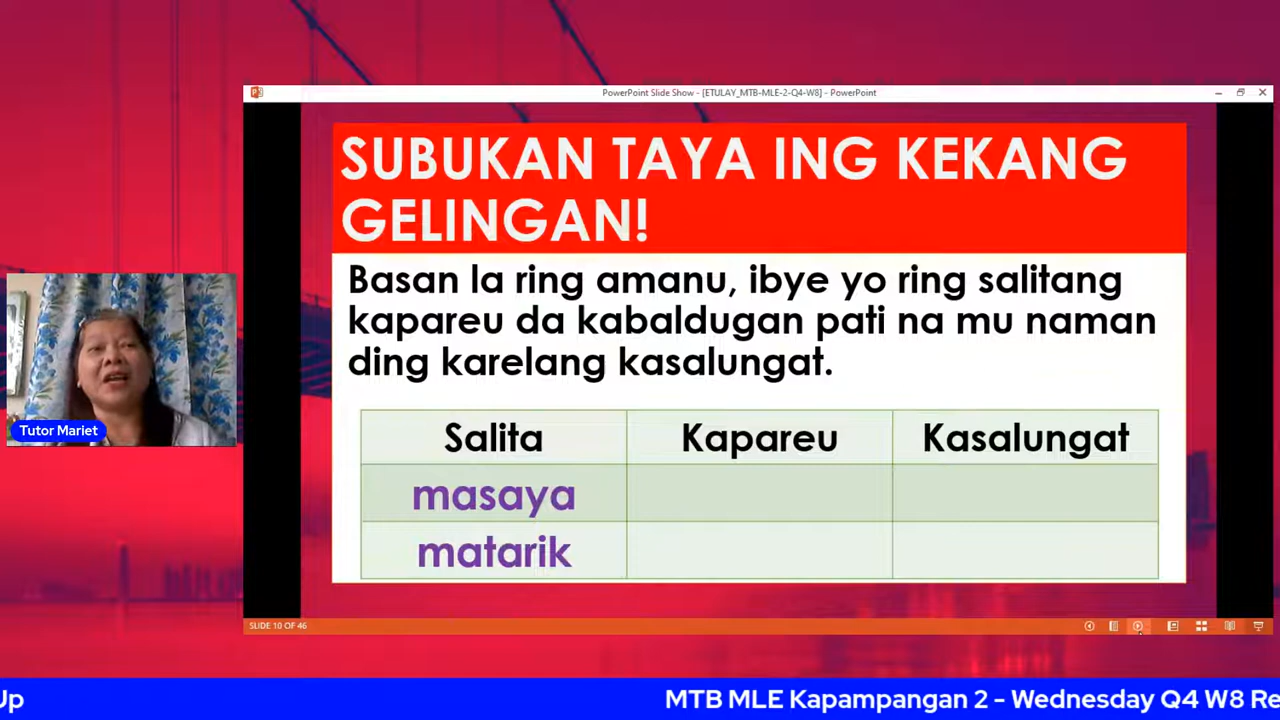 PowerPoint Slide Show - [ETULAY_MTB-MLE-2-Q4-W8] - PowerPoint
SUBUKAN TAYA ING KEKANG
GELINGAN!
Basan la ring amanu, ibye yo ring salitang
kapareu da kabaldugan pati na mu naman
ding karelang kasalungat.
Salita Kapareu Kasalungat
masaya
matarik
Tutor Mariet
SLIDE 10 OF 46
Up MTB MLE Kapampangan 2 - Wednesday Q4 W8 Re